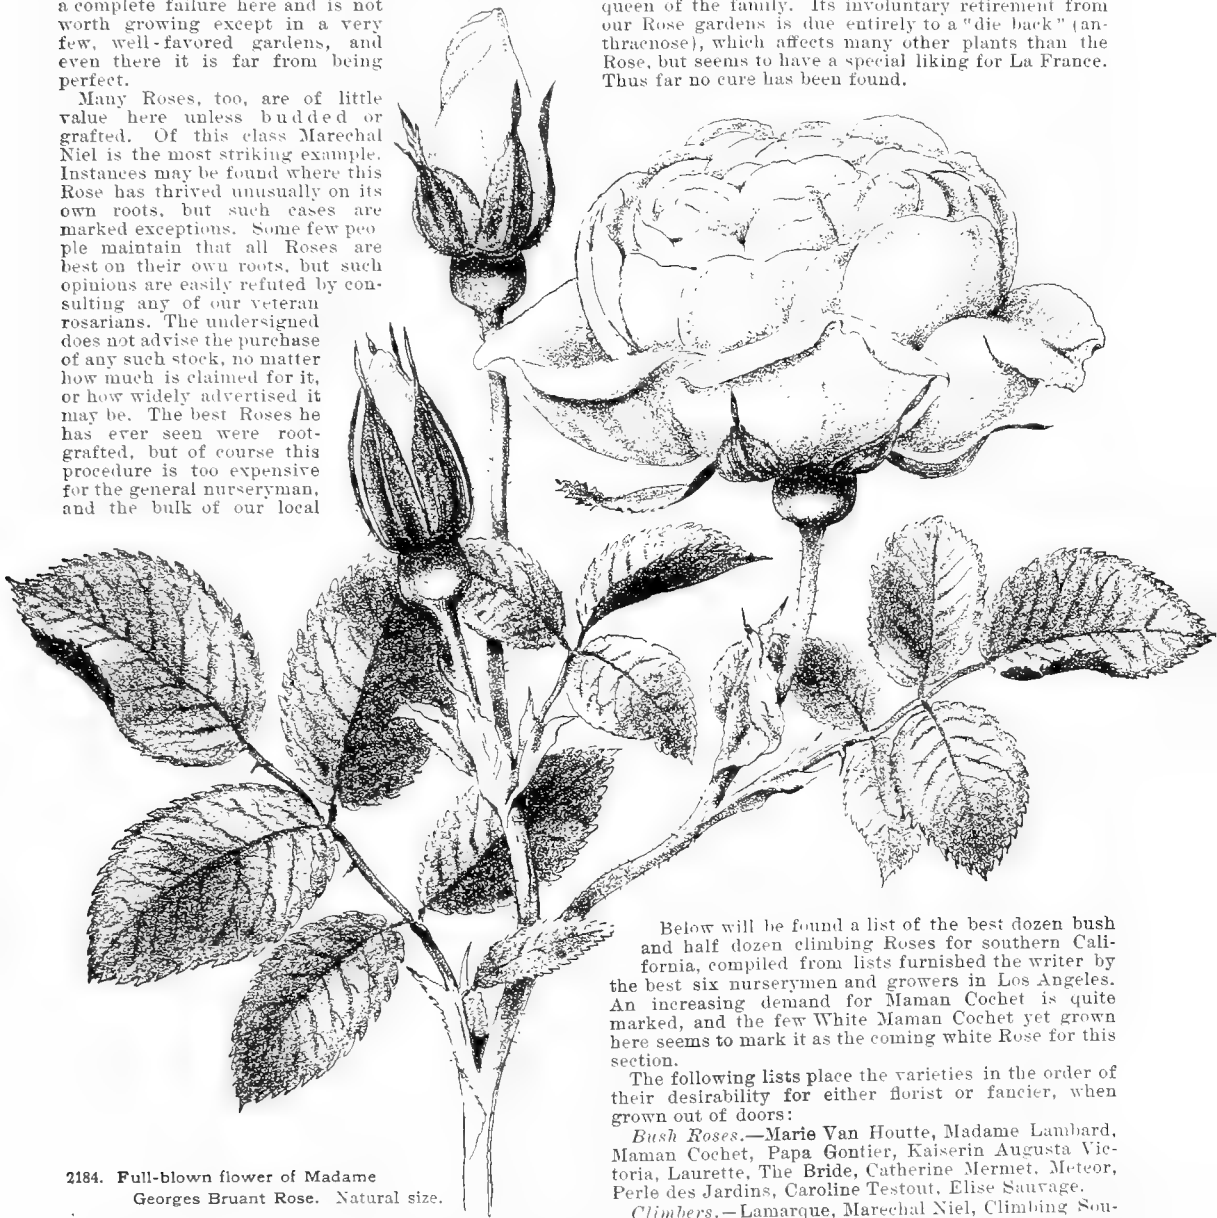 a complete failure here and is not
worth growing except in a very
few, well-favored gardens, and
even there it is far from being
perfect.
Many Roses, too, are of little
value here unless budded or
grafted. Of this class Marechal
Niel is the most striking example.
Instances may be found where this
Rose has thrived unusually on its
own roots, but such cases are
marked exceptions. Some few peo
ple maintain that all Roses are
best on their own roots, but such
opinions are easily refuted by con-
sulting any of our veteran
rosarians. The undersigned
does not advise the purchase
of any such stock, no matter
how much is claimed for it,
or how widely advertised it
may be. The best Roses he
has ever seen were root-
grafted, but of course this
procedure is too expensive
for the general nurseryman,
and the bulk of our local
2184. Full-blown flower of Madame
Georges Bruant Rose. Natural size.
queen of the family. Its involuntary retirement from
our Rose gardens is due entirely to a "die back" (an-
thracnose), which affects many other plants than the
Rose, but seems to have a special liking for La France.
Thus far no cure has been found.
Below will be found a list of the best dozen bush
and half dozen climbing Roses for southern Cali-
fornia, compiled from lists furnished the writer by
the best six nurserymen and growers in Los Angeles.
An increasing demand for Maman Cochet is quite
marked, and the few White Maman Cochet yet grown
here seems to mark it as the coming white Rose for this
section.
The following lists place the varieties in the order of
their desirability for either florist or fancier, when
grown out of doors:
Bush Roses.—Marie Van Houtte, Madame Lambard,
Maman Cochet, Papa Gontier, Kaiserin Augusta Vic-
toria, Laurette, The Bride, Catherine Mermet, Meteor,
Perle des Jardins, Caroline Testout, Elise Sauvage.
Climbers.—Lamarque, Marechal Niel, Climbing Sou-